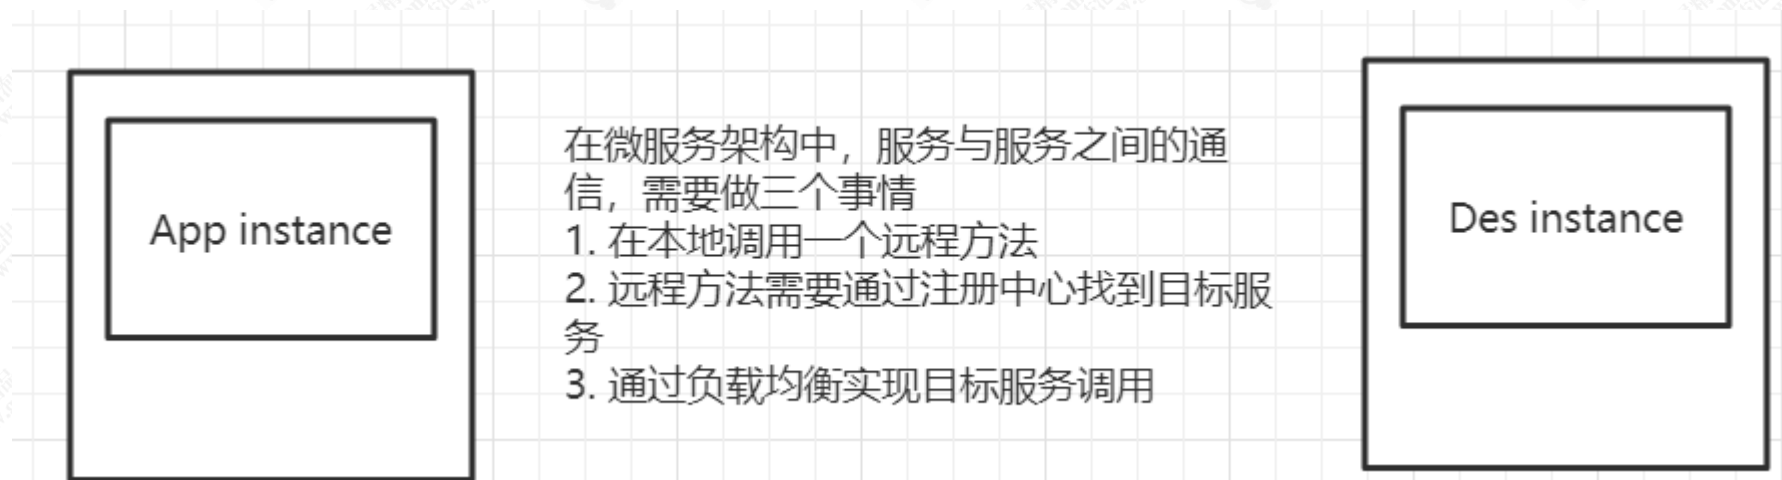 App instance
在微服务架构中，服务与服务之间的通
信，需要做三个事情
1. 在本地调用一个远程方法
2. 远程方法需要通过注册中心找到目标服
务
3. 通过负载均衡实现目标服务调用
Des instance